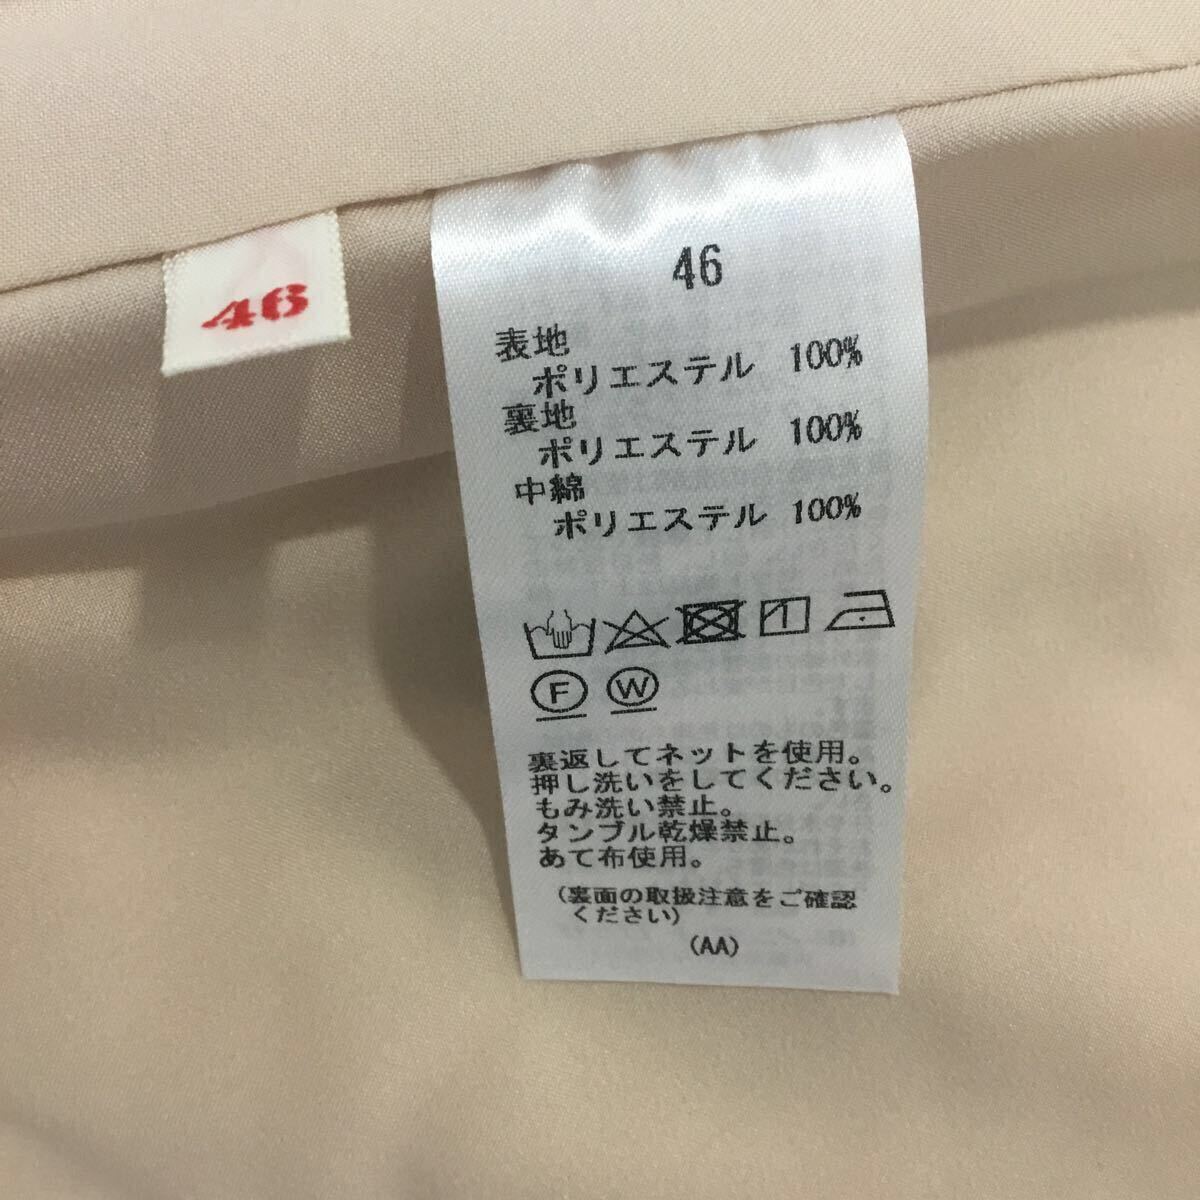 46
46
表地
ポリエステル 100%
裏地
ポリエステル 100%
中綿
ポリエステル 100%
F W
裏返してネットを使用。
押し洗いをしてください。
もみ洗い禁止。
タンブル乾燥禁止。
あて布使用。
(裏面の取扱注意をご確認
ください)
(AA)